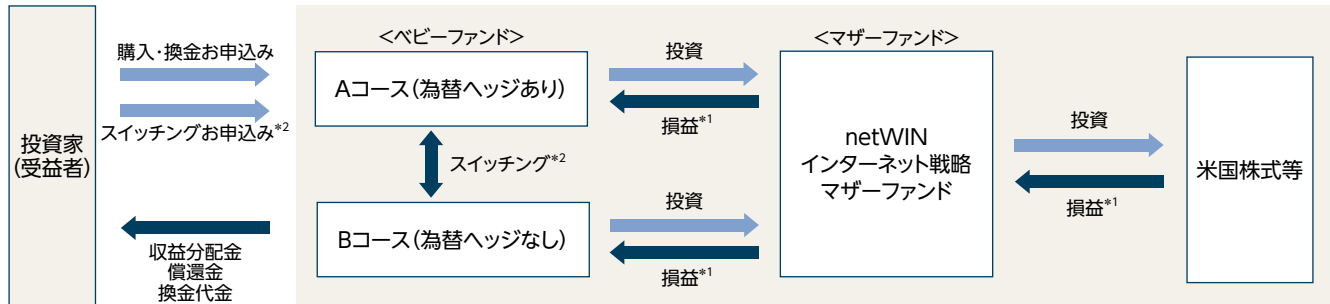 投資家
(受益者)
購入・換金お申込み
スイッチングお申込み*2
収益分配金
償還金
換金代金
<ベビーファンド>
Aコース(為替ヘッジあり)
スイッチング*2
Bコース(為替ヘッジなし)
投資
損益*1
投資
損益*1
<マザーファンド>
netWIN
インターネット戦略
マザーファンド
投資
損益*1
米国株式等